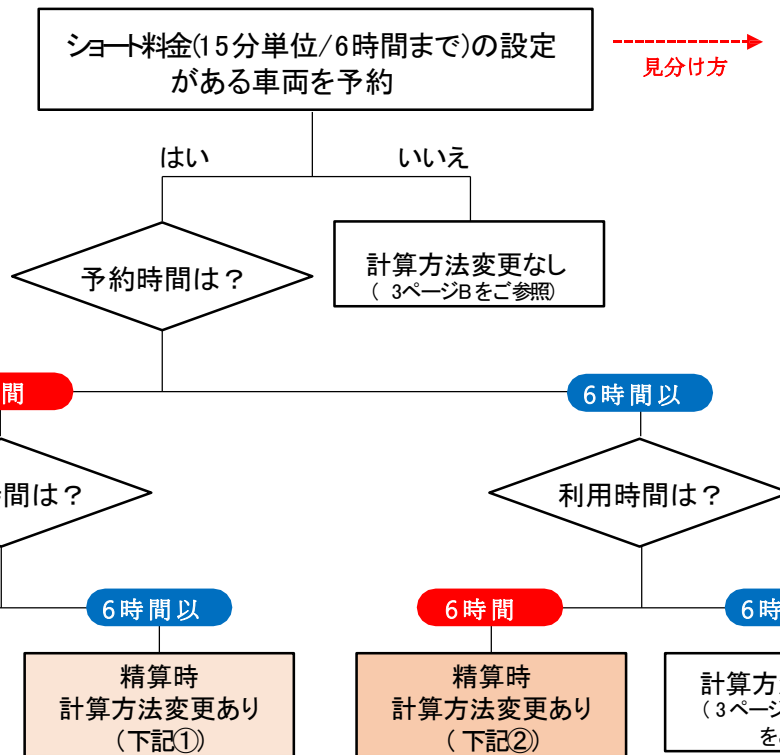 ショート料金(15分単位/6時間まで)の設定
がある車両を予約
見分け方
はい
いいえ
予約時間は？
計算方法変更なし
( 3ページBをご参照)
間
6時間以
間は？
利用時間は？
6時間以
6時間
6時
精算時
計算方法変更あり
(下記①)
精算時
計算方法変更あり
(下記②)
計算方
(3ページ
を